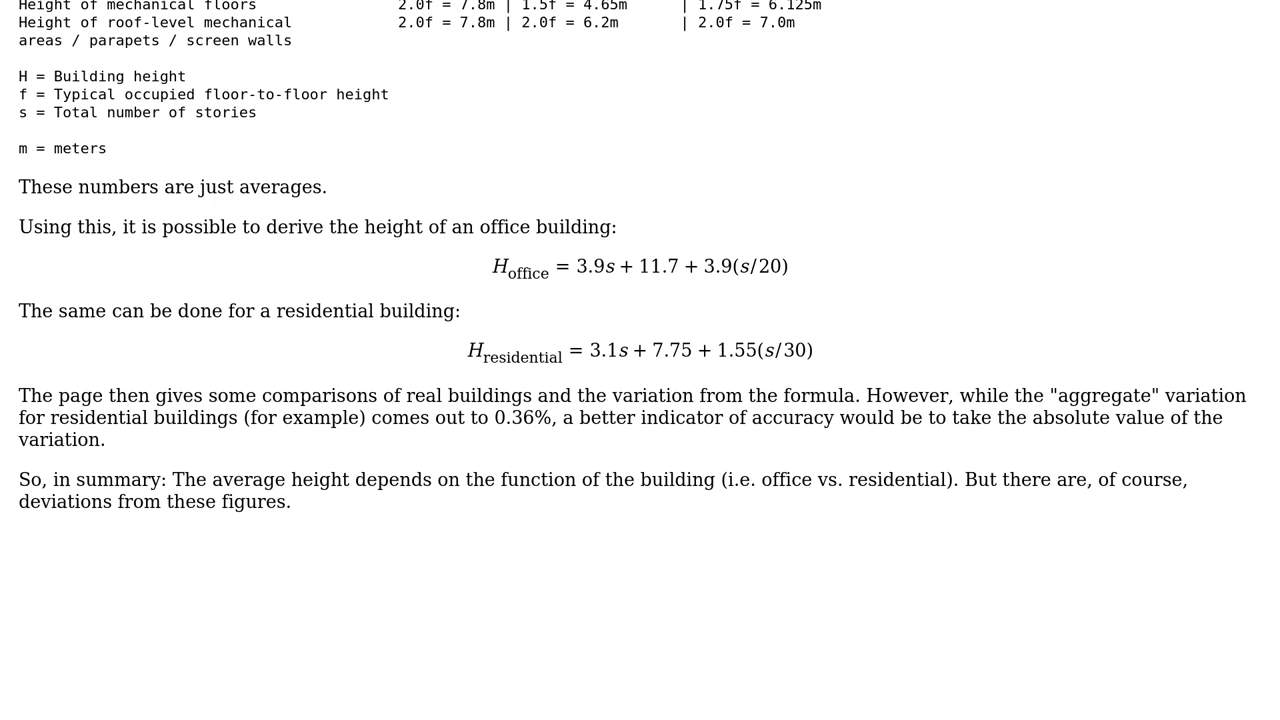 Height of mechanical floors 2.0f = 7.8m | 1.5f = 4.65m | 1.75f = 6.125m
Height of roof-level mechanical 2.0f = 7.8m | 2.0f = 6.2m | 2.0f = 7.0m
areas / parapets / screen walls
H = Building height
f = Typical occupied floor-to-floor height
s = Total number of stories
m = meters
These numbers are just averages.
Using this, it is possible to derive the height of an office building:
H_office = 3.9s + 11.7 + 3.9(s/20)
The same can be done for a residential building:
H_residential = 3.1s + 7.75 + 1.55(s/30)
The page then gives some comparisons of real buildings and the variation from the formula. However, while the "aggregate" variation
for residential buildings (for example) comes out to 0.36%, a better indicator of accuracy would be to take the absolute value of the
variation.
So, in summary: The average height depends on the function of the building (i.e. office vs. residential). But there are, of course,
deviations from these figures.